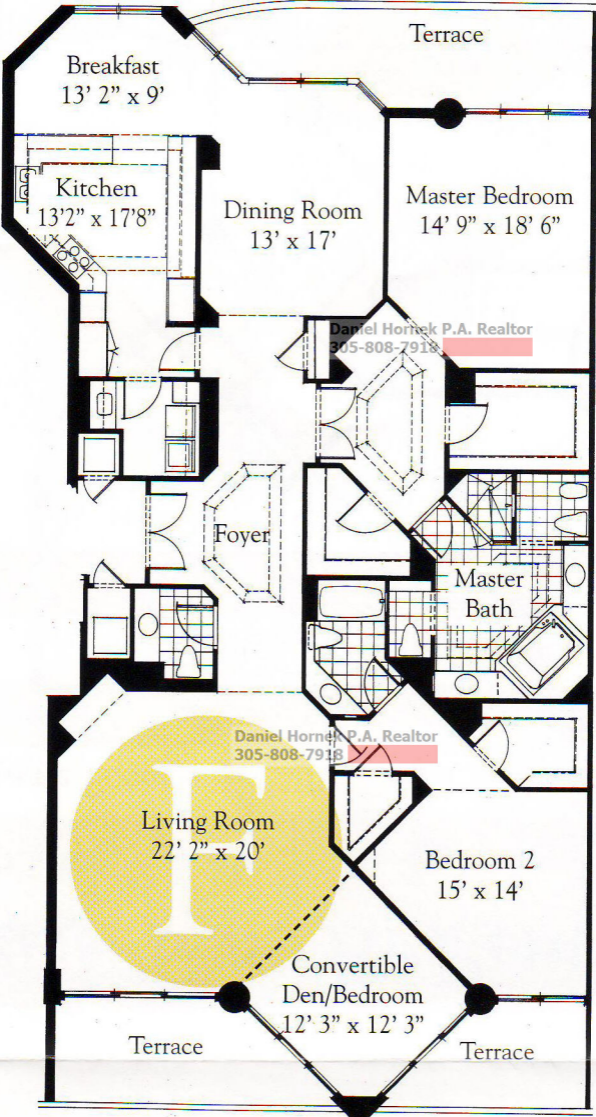 Terrace
Breakfast
13' 2" x 9'
Kitchen
13'2" x 17'8"
Dining Room
13' x 17'
Master Bedroom
14' 9" x 18' 6"
Daniel Hornek P.A. Realtor
305-808-7918
Foyer
Master
Bath
Daniel Hornek P.A. Realtor
305-808-7918
F
Living Room
22' 2" x 20'
Bedroom 2
15' x 14'
Convertible
Den/Bedroom
12' 3" x 12' 3"
Terrace
Terrace